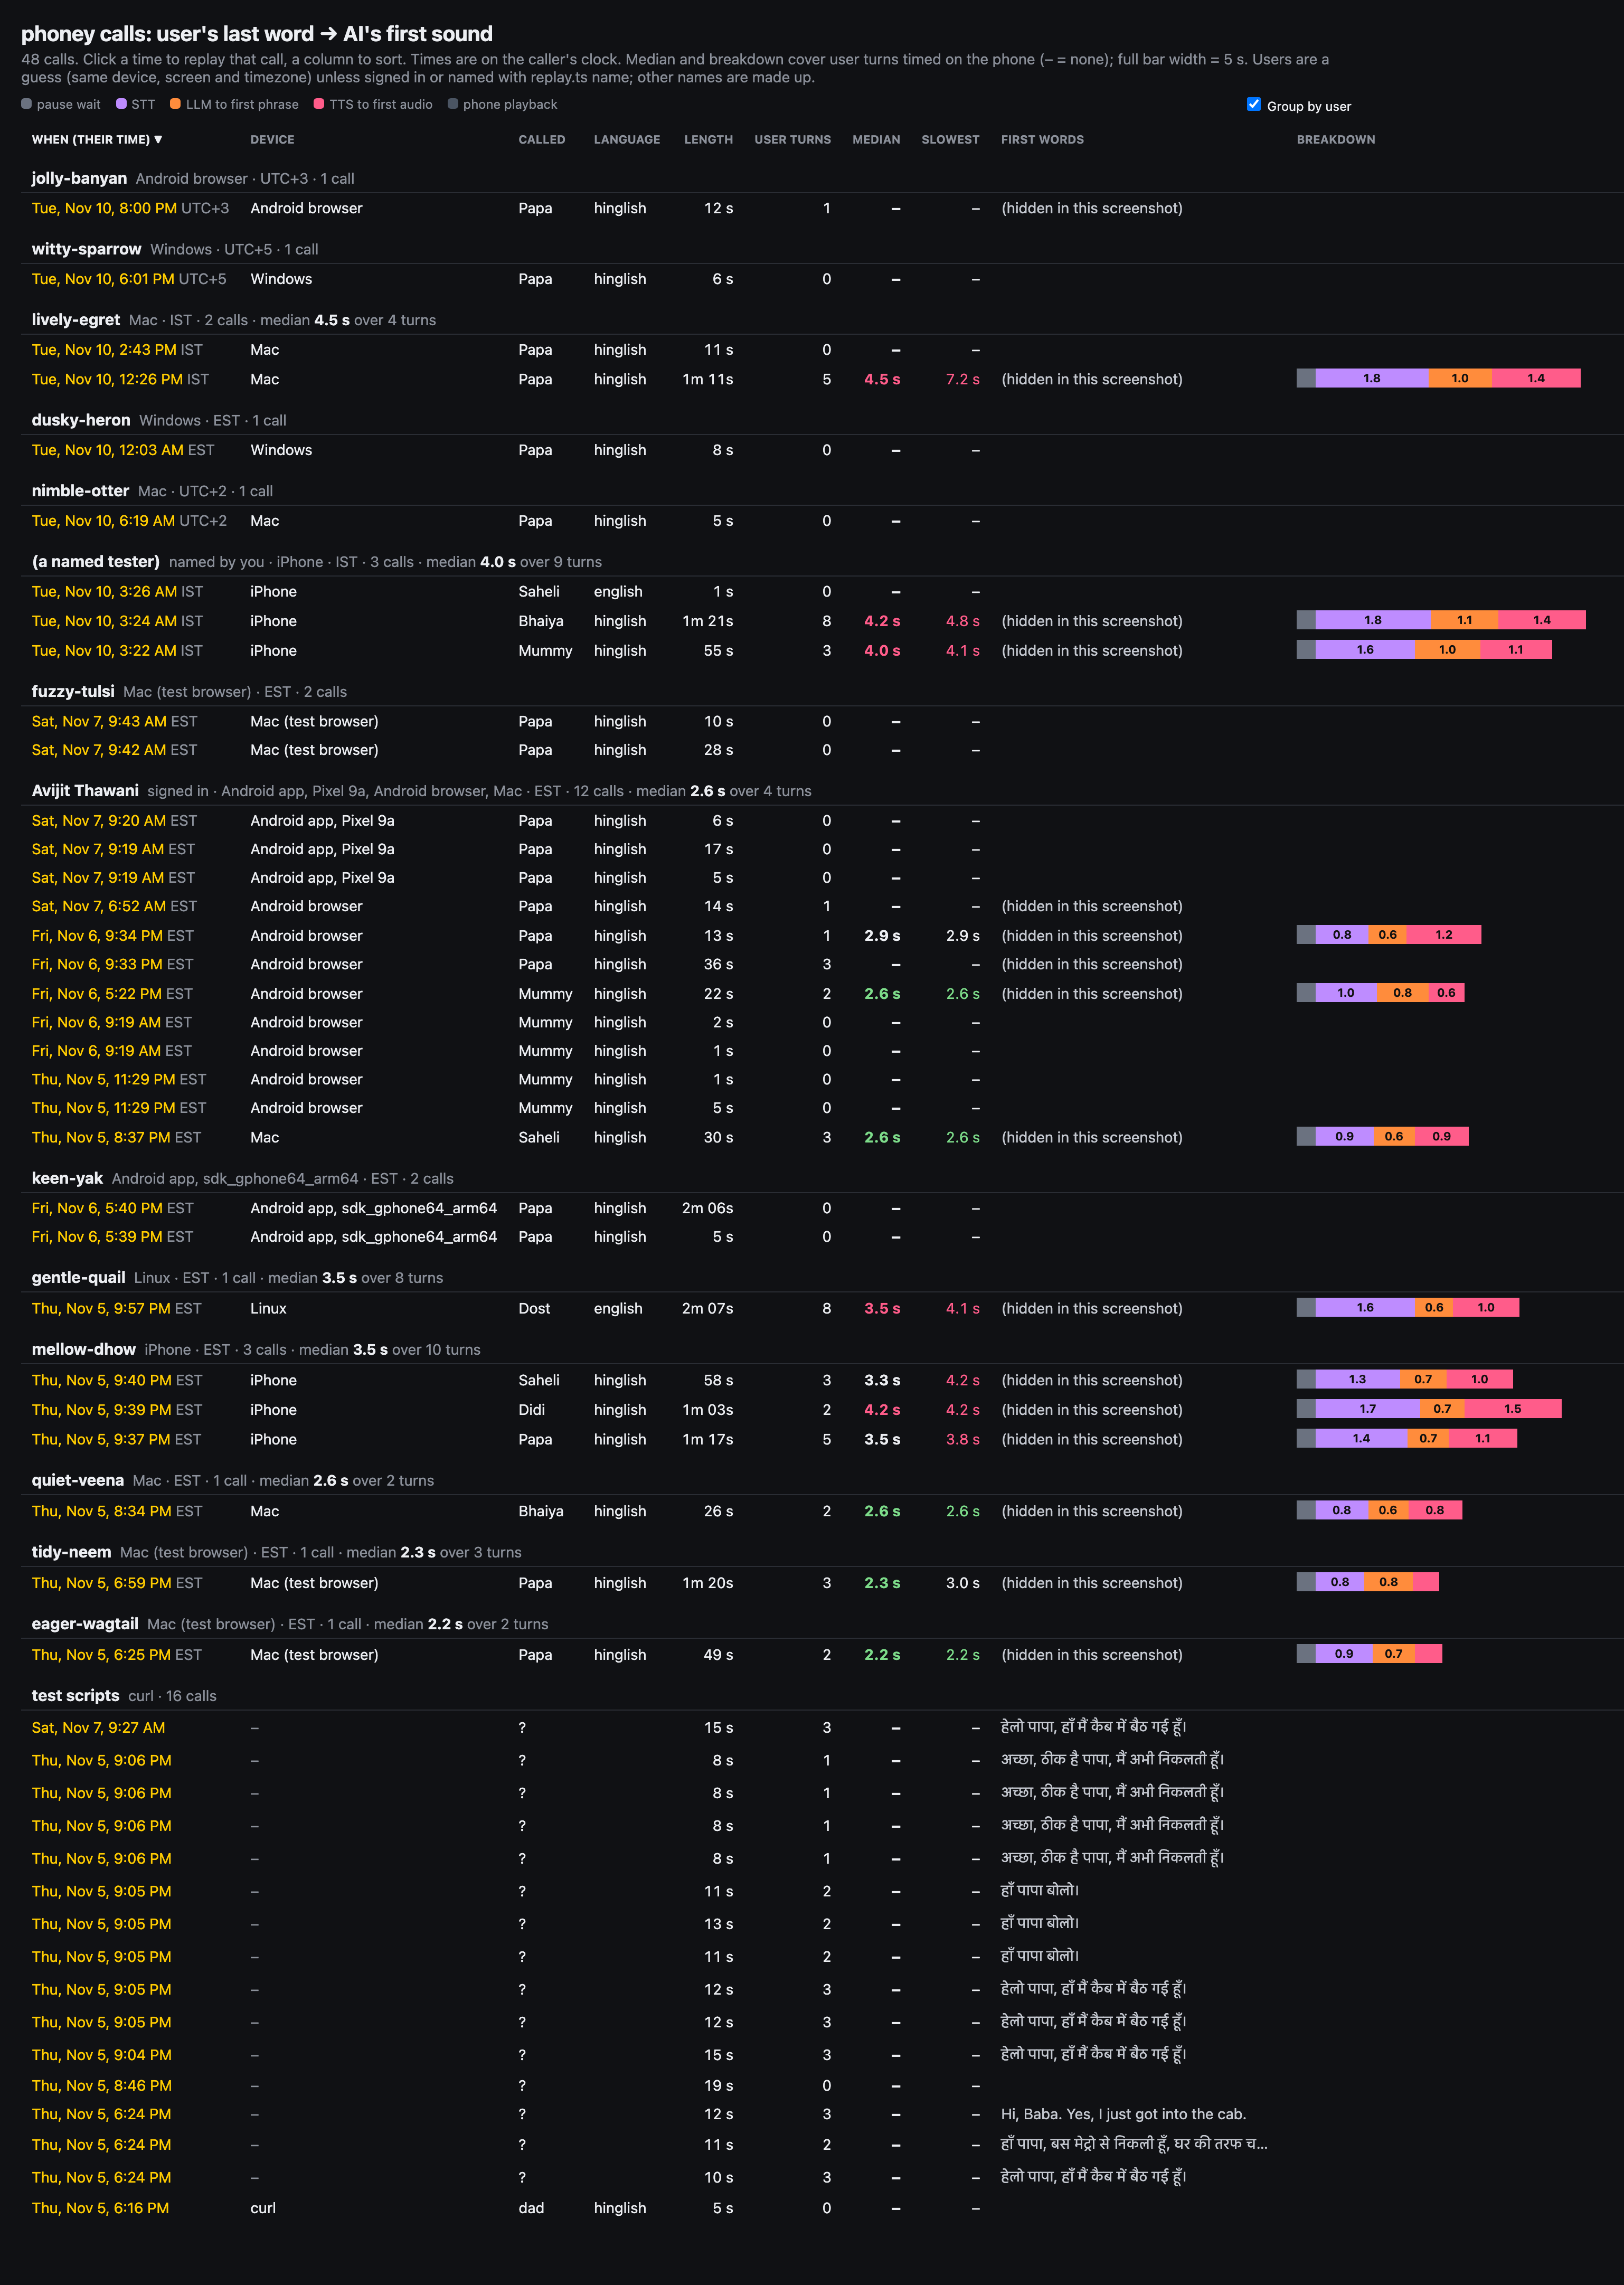 phoney calls: user's last word → AI's first sound
48 calls. Click a time to replay that call, a column to sort. Times are on the caller's clock. Median and breakdown cover user turns timed on the phone (– = none); full bar width = 5 s. Users are a
guess (same device, screen and timezone) unless signed in or named with replay.ts name; other names are made up.
pause wait STT LLM to first phrase TTS to first audio phone playback Group by user
WHEN (THEIR TIME) ▼ DEVICE CALLED LANGUAGE LENGTH USER TURNS MEDIAN SLOWEST FIRST WORDS BREAKDOWN
jolly-banyan Android browser · UTC+3 · 1 call
Tue, Nov 10, 8:00 PM UTC+3 Android browser Papa hinglish 12 s 1 – – (hidden in this screenshot)
witty-sparrow Windows · UTC+5 · 1 call
Tue, Nov 10, 6:01 PM UTC+5 Windows Papa hinglish 6 s 0 – –
lively-egret Mac · IST · 2 calls · median 4.5 s over 4 turns
Tue, Nov 10, 2:43 PM IST Mac Papa hinglish 11 s 0 – –
Tue, Nov 10, 12:26 PM IST Mac Papa hinglish 1m 11s 5 4.5 s 7.2 s (hidden in this screenshot) 1.8 1.0 1.4
dusky-heron Windows · EST · 1 call
Tue, Nov 10, 12:03 AM EST Windows Papa hinglish 8 s 0 – –
nimble-otter Mac · UTC+2 · 1 call
Tue, Nov 10, 6:19 AM UTC+2 Mac Papa hinglish 5 s 0 – –
(a named tester) named by you · iPhone · IST · 3 calls · median 4.0 s over 9 turns
Tue, Nov 10, 3:26 AM IST iPhone Saheli english 1 s 0 – –
Tue, Nov 10, 3:24 AM IST iPhone Bhaiya hinglish 1m 21s 8 4.2 s 4.8 s (hidden in this screenshot) 1.8 1.1 1.4
Tue, Nov 10, 3:22 AM IST iPhone Mummy hinglish 55 s 3 4.0 s 4.1 s (hidden in this screenshot) 1.6 1.0 1.1
fuzzy-tulsi Mac (test browser) · EST · 2 calls
Sat, Nov 7, 9:43 AM EST Mac (test browser) Papa hinglish 10 s 0 – –
Sat, Nov 7, 9:42 AM EST Mac (test browser) Papa hinglish 28 s 0 – –
Avijit Thawani signed in · Android app, Pixel 9a, Android browser, Mac · EST · 12 calls · median 2.6 s over 4 turns
Sat, Nov 7, 9:20 AM EST Android app, Pixel 9a Papa hinglish 6 s 0 – –
Sat, Nov 7, 9:19 AM EST Android app, Pixel 9a Papa hinglish 17 s 0 – –
Sat, Nov 7, 9:19 AM EST Android app, Pixel 9a Papa hinglish 5 s 0 – –
Sat, Nov 7, 6:52 AM EST Android browser Papa hinglish 14 s 1 – – (hidden in this screenshot)
Fri, Nov 6, 9:34 PM EST Android browser Papa hinglish 13 s 1 2.9 s 2.9 s (hidden in this screenshot) 0.8 0.6 1.2
Fri, Nov 6, 9:33 PM EST Android browser Papa hinglish 36 s 3 – – (hidden in this screenshot)
Fri, Nov 6, 5:22 PM EST Android browser Mummy hinglish 22 s 2 2.6 s 2.6 s (hidden in this screenshot) 1.0 0.8 0.6
Fri, Nov 6, 9:19 AM EST Android browser Mummy hinglish 2 s 0 – –
Fri, Nov 6, 9:19 AM EST Android browser Mummy hinglish 1 s 0 – –
Thu, Nov 5, 11:29 PM EST Android browser Mummy hinglish 1 s 0 – –
Thu, Nov 5, 11:29 PM EST Android browser Mummy hinglish 5 s 0 – –
Thu, Nov 5, 8:37 PM EST Mac Saheli hinglish 30 s 3 2.6 s 2.6 s (hidden in this screenshot) 0.9 0.6 0.9
keen-yak Android app, sdk_gphone64_arm64 · EST · 2 calls
Fri, Nov 6, 5:40 PM EST Android app, sdk_gphone64_arm64 Papa hinglish 2m 06s 0 – –
Fri, Nov 6, 5:39 PM EST Android app, sdk_gphone64_arm64 Papa hinglish 5 s 0 – –
gentle-quail Linux · EST · 1 call · median 3.5 s over 8 turns
Thu, Nov 5, 9:57 PM EST Linux Dost english 2m 07s 8 3.5 s 4.1 s (hidden in this screenshot) 1.6 0.6 1.0
mellow-dhow iPhone · EST · 3 calls · median 3.5 s over 10 turns
Thu, Nov 5, 9:40 PM EST iPhone Saheli hinglish 58 s 3 3.3 s 4.2 s (hidden in this screenshot) 1.3 0.7 1.0
Thu, Nov 5, 9:39 PM EST iPhone Didi hinglish 1m 03s 2 4.2 s 4.2 s (hidden in this screenshot) 1.7 0.7 1.5
Thu, Nov 5, 9:37 PM EST iPhone Papa hinglish 1m 17s 5 3.5 s 3.8 s (hidden in this screenshot) 1.4 0.7 1.1
quiet-veena Mac · EST · 1 call · median 2.6 s over 2 turns
Thu, Nov 5, 8:34 PM EST Mac Bhaiya hinglish 26 s 2 2.6 s 2.6 s (hidden in this screenshot) 0.8 0.6 0.8
tidy-neem Mac (test browser) · EST · 1 call · median 2.3 s over 3 turns
Thu, Nov 5, 6:59 PM EST Mac (test browser) Papa hinglish 1m 20s 3 2.3 s 3.0 s (hidden in this screenshot) 0.8 0.8
eager-wagtail Mac (test browser) · EST · 1 call · median 2.2 s over 2 turns
Thu, Nov 5, 6:25 PM EST Mac (test browser) Papa hinglish 49 s 2 2.2 s 2.2 s (hidden in this screenshot) 0.9 0.7
test scripts curl · 16 calls
Sat, Nov 7, 9:27 AM – ? 15 s 3 – – हेलो पापा, हाँ मैं कैब में बैठ गई हूँ।
Thu, Nov 5, 9:06 PM – ? 8 s 1 – – अच्छा, ठीक है पापा, मैं अभी निकलती हूँ।
Thu, Nov 5, 9:06 PM – ? 8 s 1 – – अच्छा, ठीक है पापा, मैं अभी निकलती हूँ।
Thu, Nov 5, 9:06 PM – ? 8 s 1 – – अच्छा, ठीक है पापा, मैं अभी निकलती हूँ।
Thu, Nov 5, 9:06 PM – ? 8 s 1 – – अच्छा, ठीक है पापा, मैं अभी निकलती हूँ।
Thu, Nov 5, 9:05 PM – ? 11 s 2 – – हाँ पापा बोलो।
Thu, Nov 5, 9:05 PM – ? 13 s 2 – – हाँ पापा बोलो।
Thu, Nov 5, 9:05 PM – ? 11 s 2 – – हाँ पापा बोलो।
Thu, Nov 5, 9:05 PM – ? 12 s 3 – – हेलो पापा, हाँ मैं कैब में बैठ गई हूँ।
Thu, Nov 5, 9:05 PM – ? 12 s 3 – – हेलो पापा, हाँ मैं कैब में बैठ गई हूँ।
Thu, Nov 5, 9:04 PM – ? 15 s 3 – – हेलो पापा, हाँ मैं कैब में बैठ गई हूँ।
Thu, Nov 5, 8:46 PM – ? 19 s 0 – –
Thu, Nov 5, 6:24 PM – ? 12 s 3 – – Hi, Baba. Yes, I just got into the cab.
Thu, Nov 5, 6:24 PM – ? 11 s 2 – – हाँ पापा, बस मेट्रो से निकली हूँ, घर की तरफ च...
Thu, Nov 5, 6:24 PM – ? 10 s 3 – – हेलो पापा, हाँ मैं कैब में बैठ गई हूँ।
Thu, Nov 5, 6:16 PM curl dad hinglish 5 s 0 – –